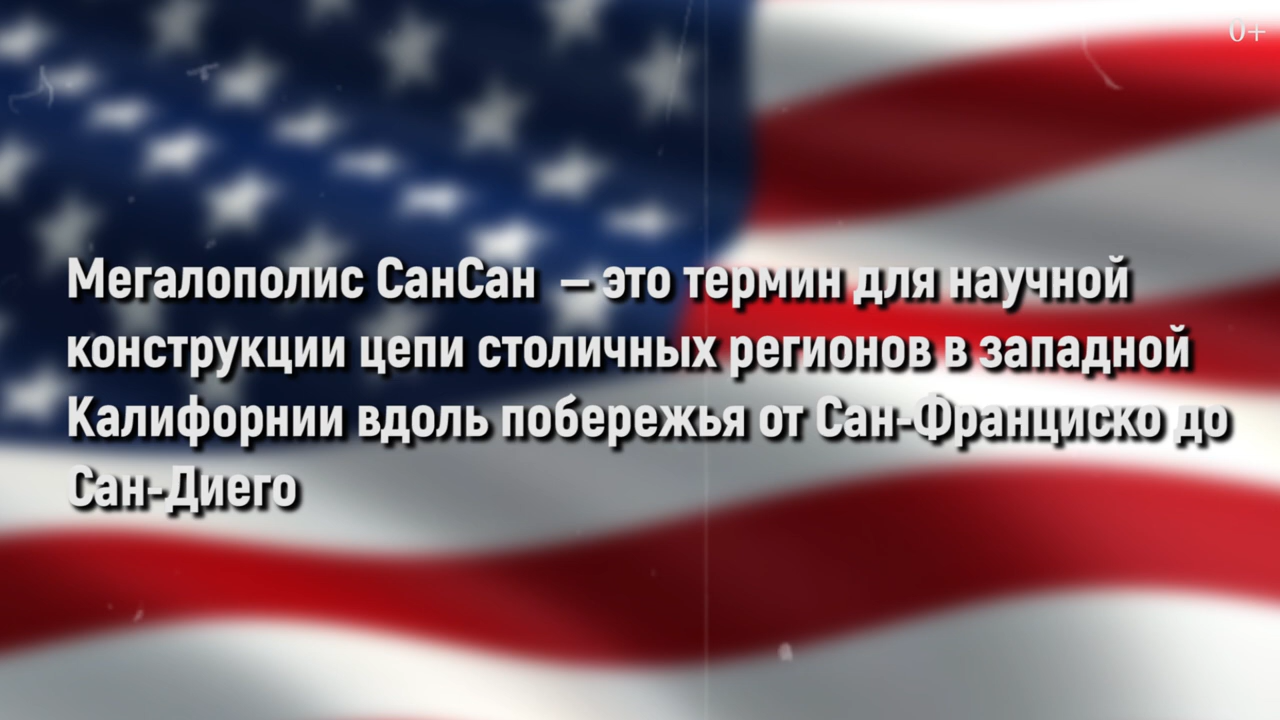 0+
Мегалополис СанСан – это термин для научной
конструкции цепи столичных регионов в западной
Калифорнии вдоль побережья от Сан-Франциско до
Сан-Диего